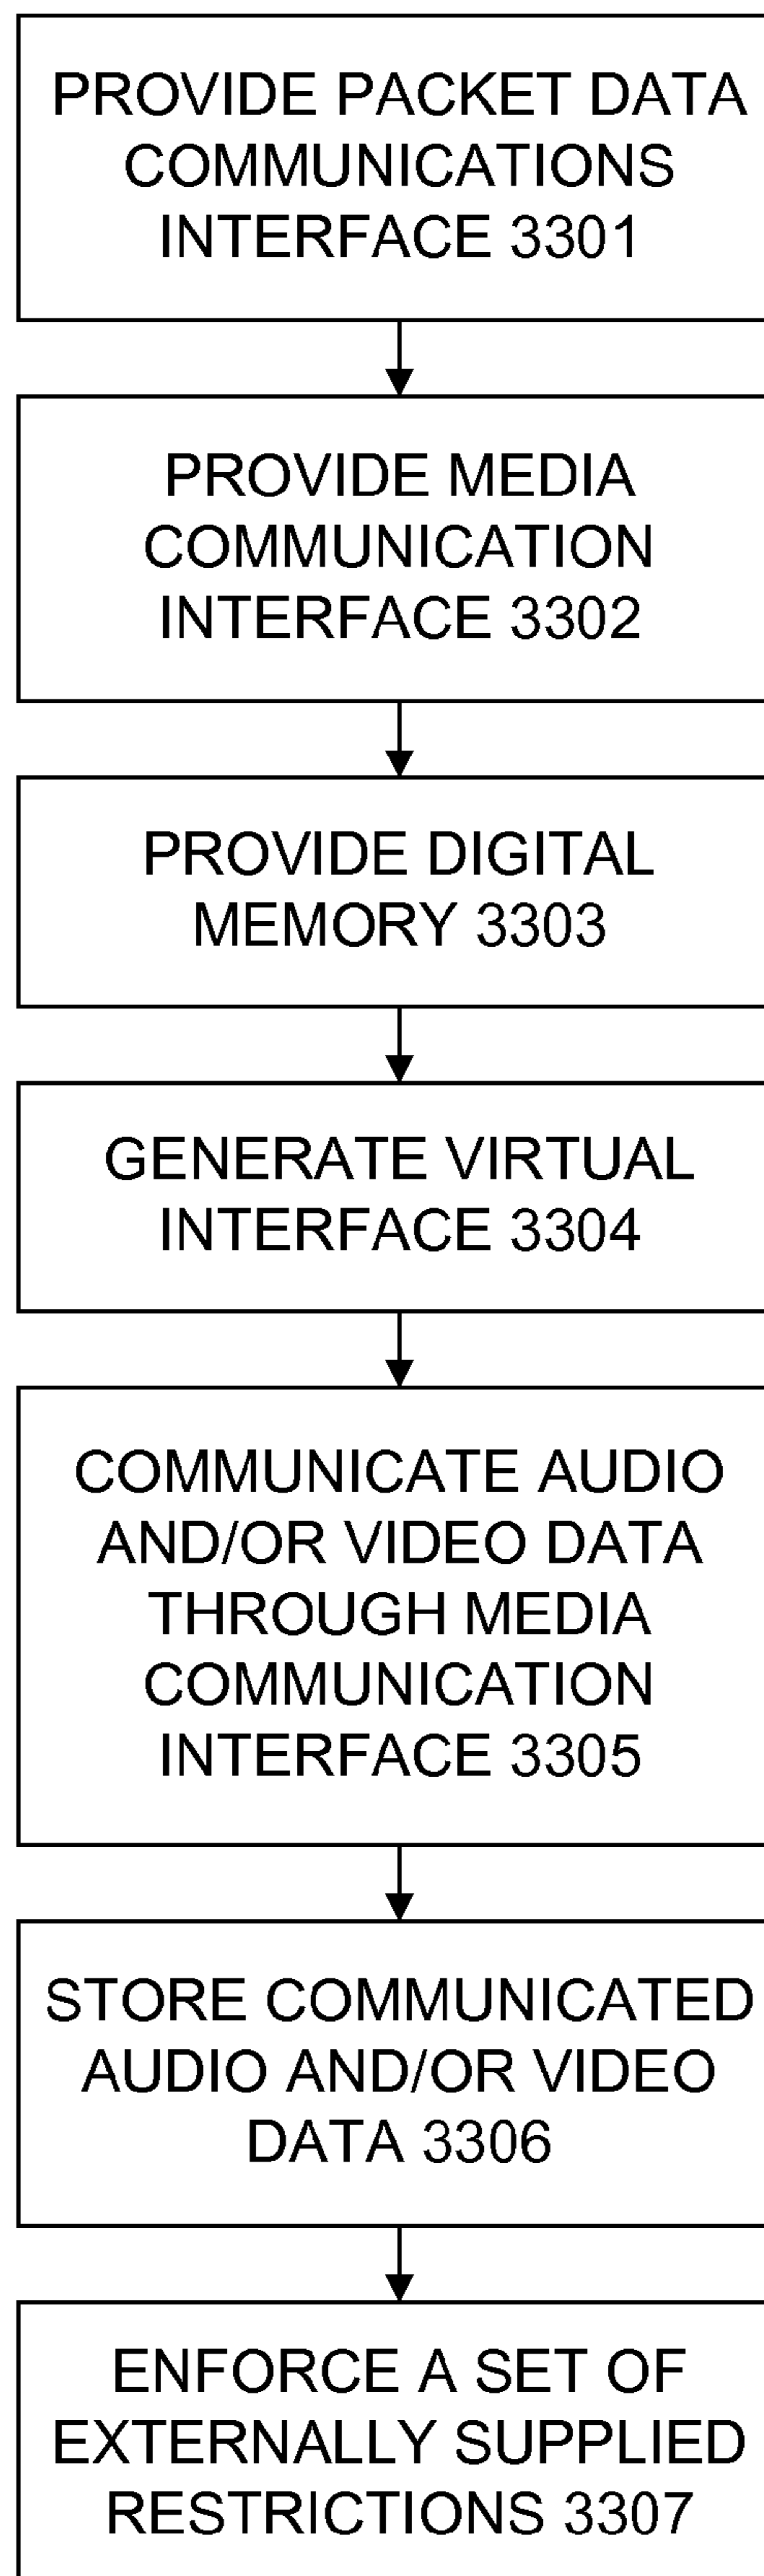 PROVIDE PACKET DATA
COMMUNICATIONS
INTERFACE 3301
PROVIDE MEDIA
COMMUNICATION
INTERFACE 3302
PROVIDE DIGITAL
MEMORY 3303
GENERATE VIRTUAL
INTERFACE 3304
COMMUNICATE AUDIO
AND/OR VIDEO DATA
THROUGH MEDIA
COMMUNICATION
INTERFACE 3305
STORE COMMUNICATED
AUDIO AND/OR VIDEO
DATA 3306
ENFORCE A SET OF
EXTERNALLY SUPPLIED
RESTRICTIONS 3307